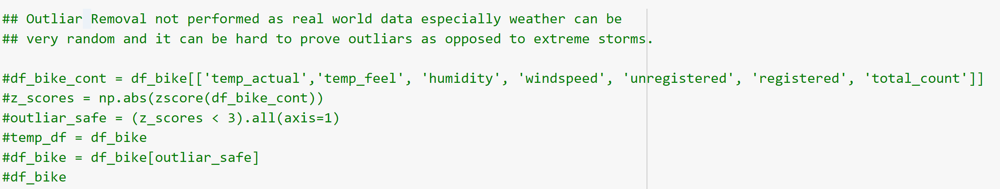 ## Outliar Removal not performed as real world data especially weather can be
## very random and it can be hard to prove outliars as opposed to extreme storms.
#df_bike_cont = df_bike[['temp_actual','temp_feel', 'humidity', 'windspeed', 'unregistered', 'registered', 'total_count']]
#z_scores = np.abs(zscore(df_bike_cont))
#outliar_safe = (z_scores < 3).all(axis=1)
#temp_df = df_bike
#df_bike = df_bike[outliar_safe]
#df_bike